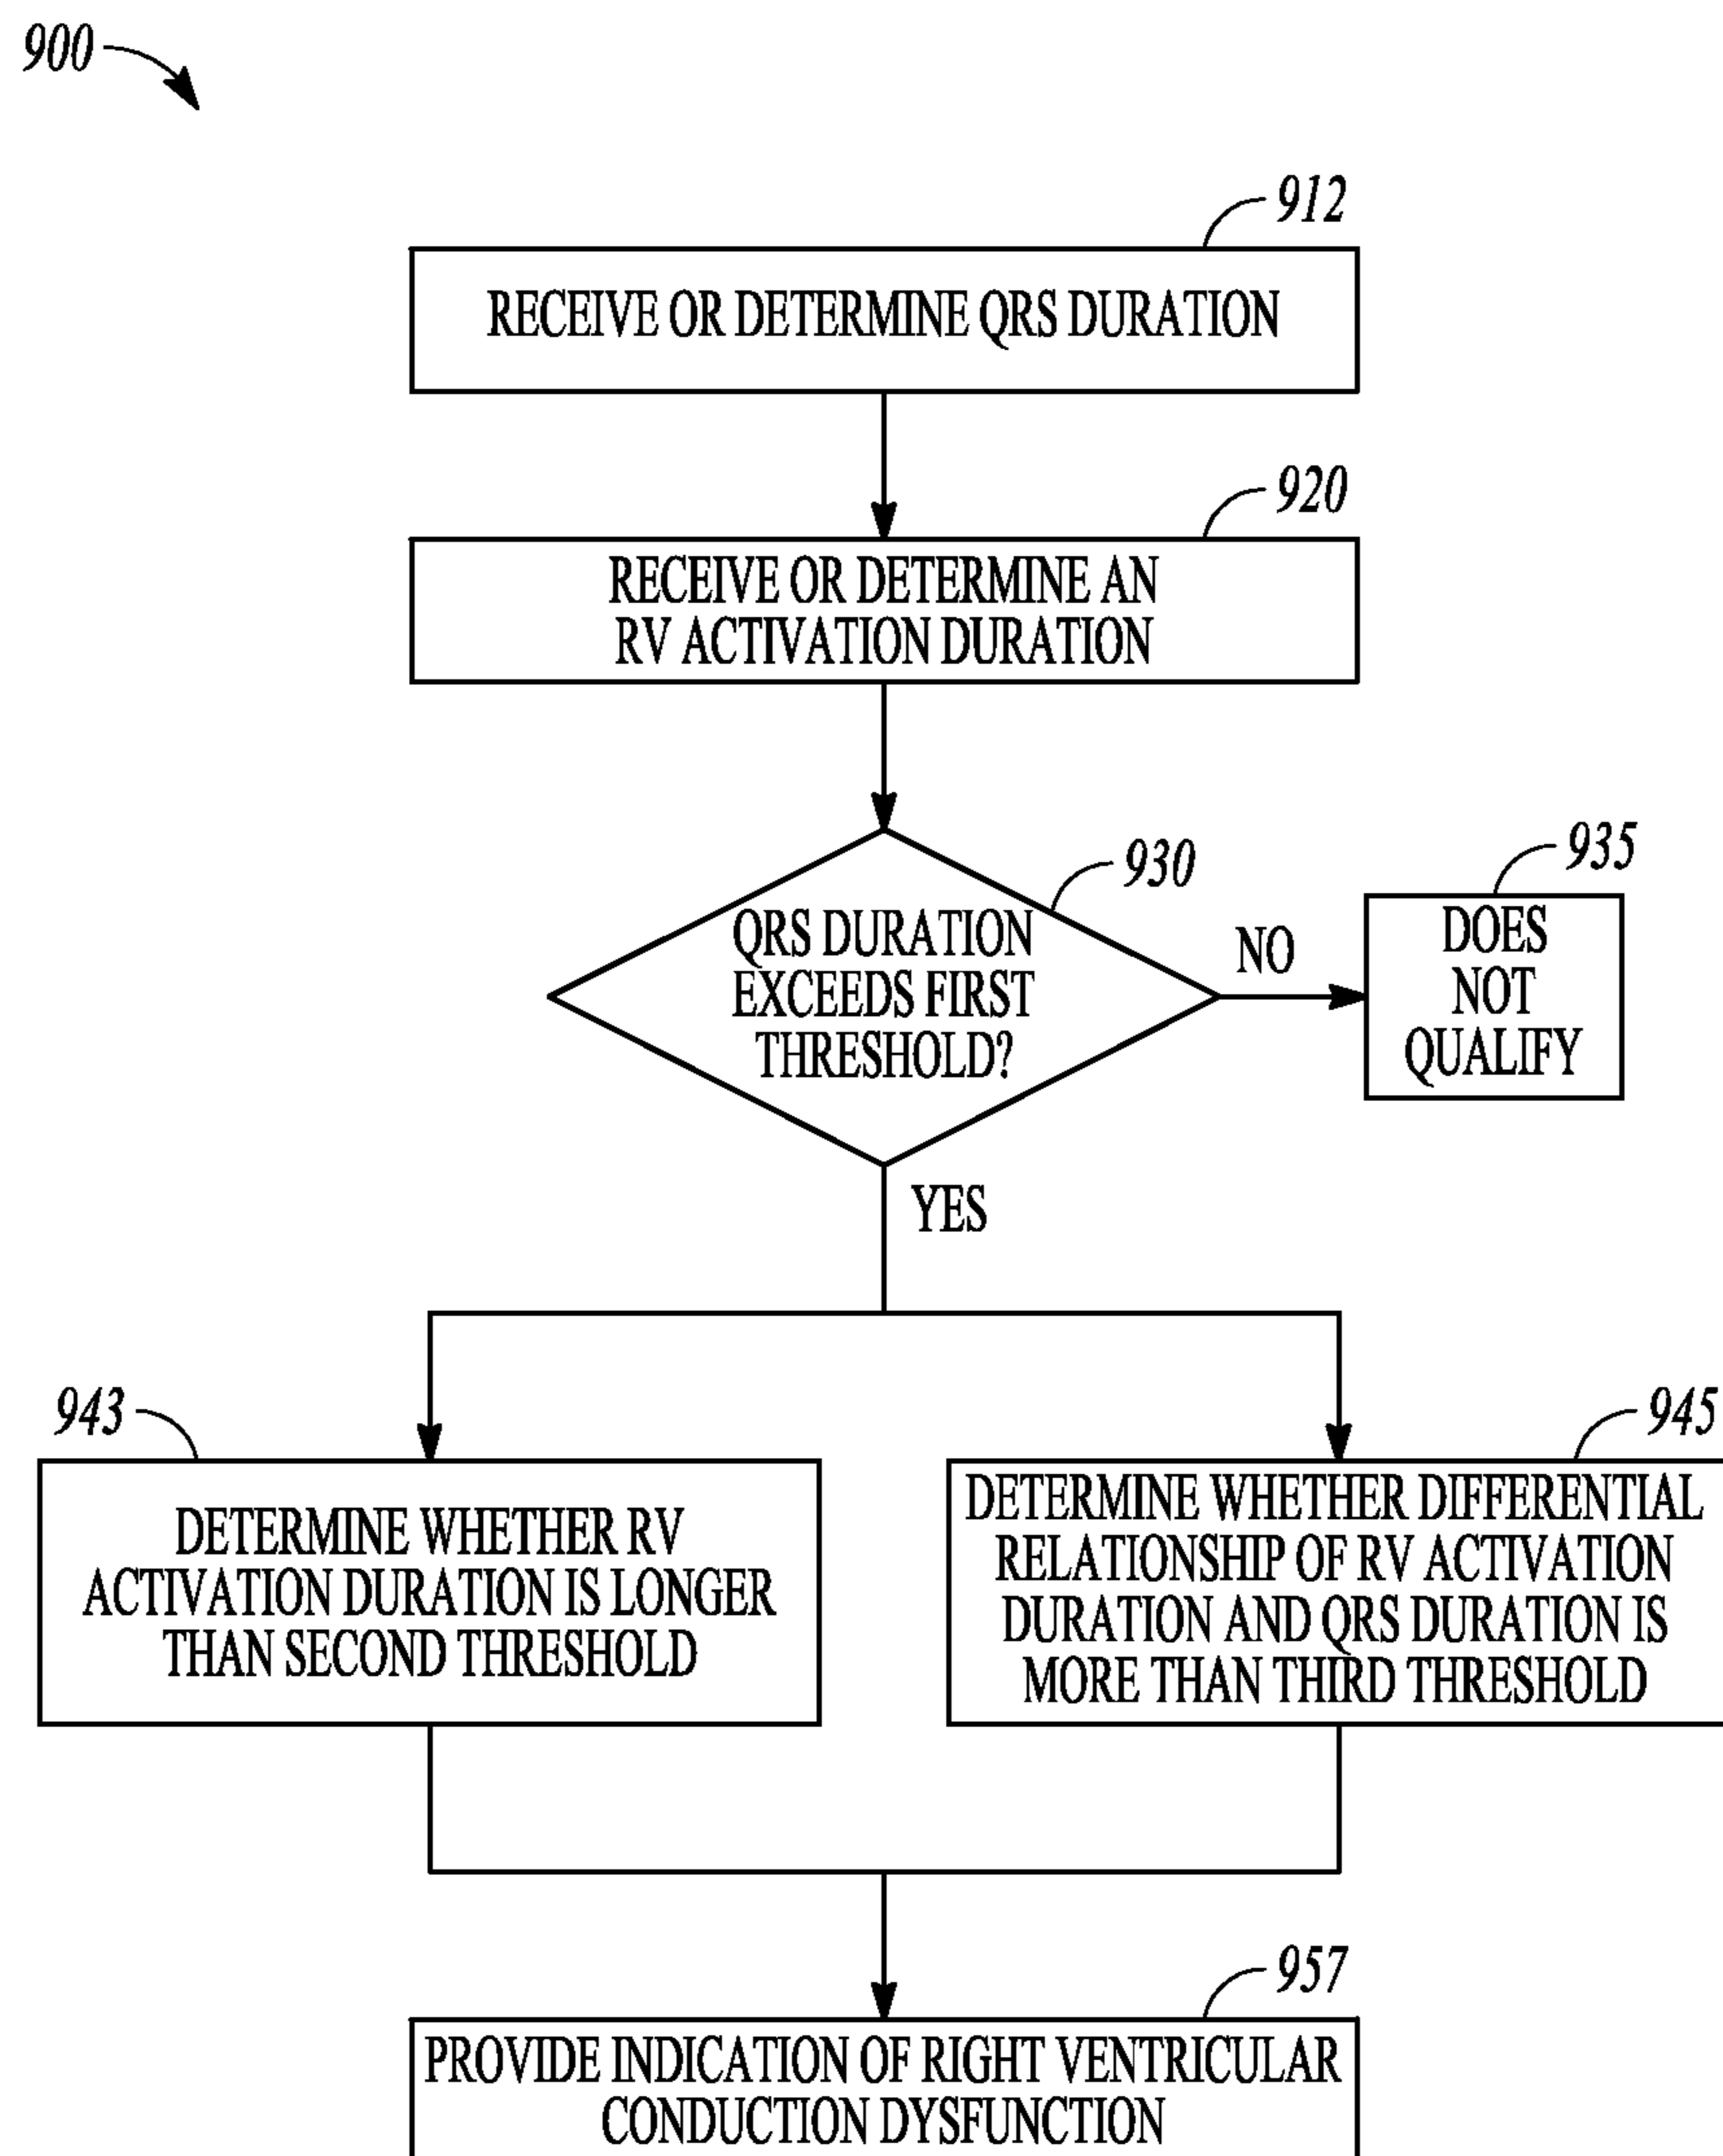 900
912
RECEIVE OR DETERMINE QRS DURATION
920
RECEIVE OR DETERMINE AN
RV ACTIVATION DURATION
930
QRS DURATION
EXCEEDS FIRST
THRESHOLD?
NO
935
DOES
NOT
QUALIFY
YES
943
DETERMINE WHETHER RV
ACTIVATION DURATION IS LONGER
THAN SECOND THRESHOLD
945
DETERMINE WHETHER DIFFERENTIAL
RELATIONSHIP OF RV ACTIVATION
DURATION AND QRS DURATION IS
MORE THAN THIRD THRESHOLD
957
PROVIDE INDICATION OF RIGHT VENTRICULAR
CONDUCTION DYSFUNCTION